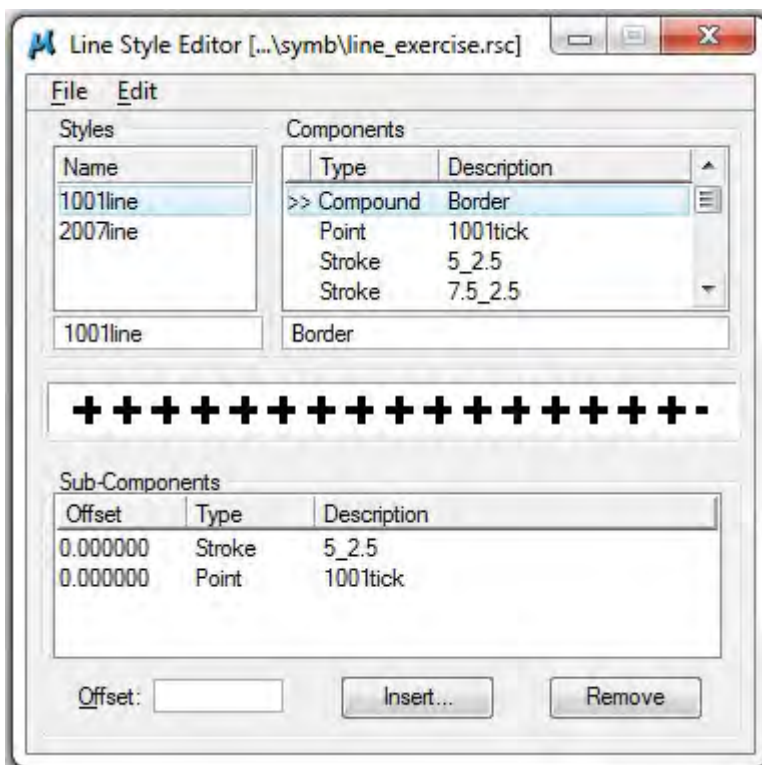 Line Style Editor [...\symb\line_exercise.rsc]
File Edit
Styles Components
Name Type Description
1001line >> Compound Border
2007line Point 1001tick
Stroke 5_2.5
Stroke 7.5_2.5
1001line Border
Sub-Components
Offset Type Description
0.000000 Stroke 5_2.5
0.000000 Point 1001tick
Offset: Insert... Remove